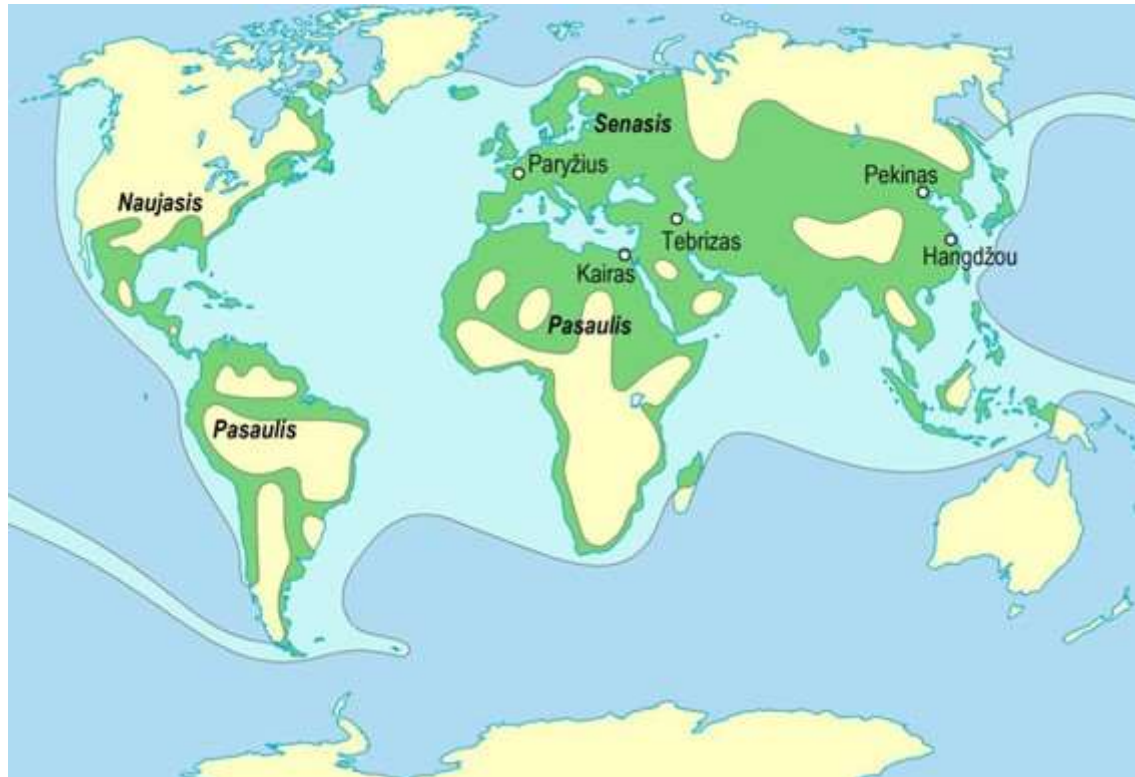 Senasis
Paryžius
Pekinas
Naujasis
Tebrizas
Hangdžou
Kairas
Pasaulis
Pasaulis